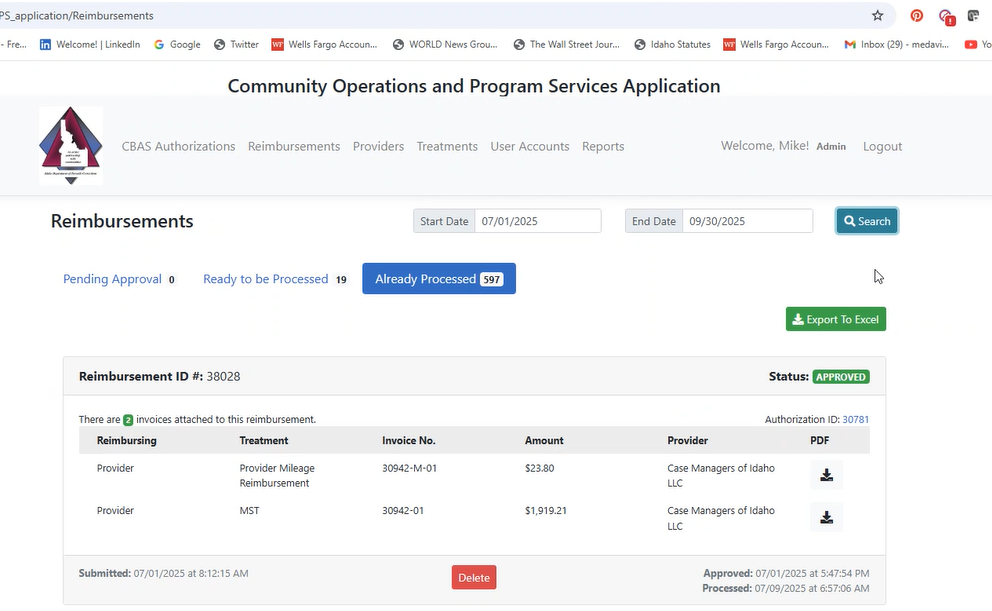 PS_application/Reimbursements
- Fre... Welcome! | LinkedIn Google Twitter Wells Fargo Accoun... WORLD News Grou... The Wall Street Jour... Idaho Statutes Wells Fargo Accoun... Inbox (29) - medavi... Yo
Community Operations and Program Services Application
CBAS Authorizations Reimbursements Providers Treatments User Accounts Reports Welcome, Mike! Admin Logout
Reimbursements Start Date 07/01/2025 End Date 09/30/2025 Search
Pending Approval 0 Ready to be Processed 19 Already Processed 597
Export To Excel
Reimbursement ID #: 38028 Status: APPROVED
There are 2 invoices attached to this reimbursement. Authorization ID: 30781
Reimbursing Treatment Invoice No. Amount Provider PDF
Provider Provider Mileage Reimbursement 30942-M-01 $23.80 Case Managers of Idaho LLC
Provider MST 30942-01 $1,919.21 Case Managers of Idaho LLC
Submitted: 07/01/2025 at 8:12:15 AM Delete Approved: 07/01/2025 at 5:47:54 PM
Processed: 07/09/2025 at 6:57:06 AM